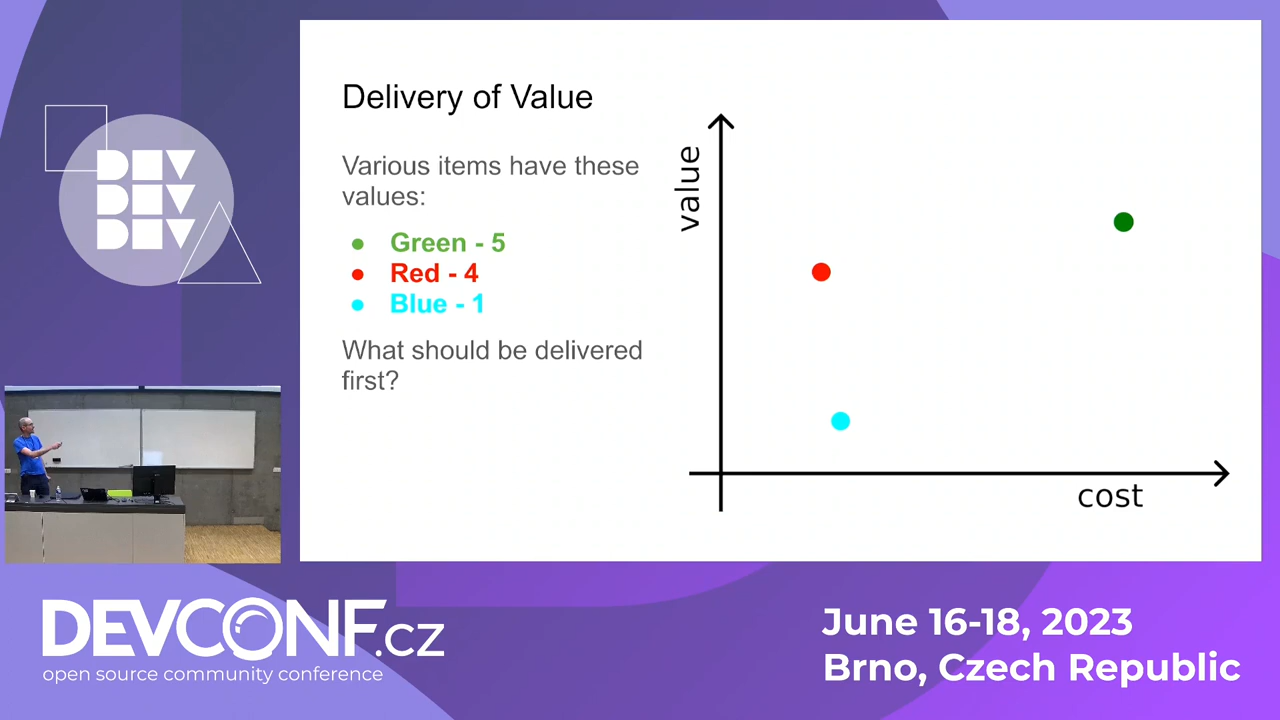 Delivery of Value
Various items have these
values:
Green - 5
Red - 4
Blue - 1
What should be delivered
first?
value
cost
DEV
DEV
DEV
DEVCONF.cz
open source community conference
June 16-18, 2023
Brno, Czech Republic